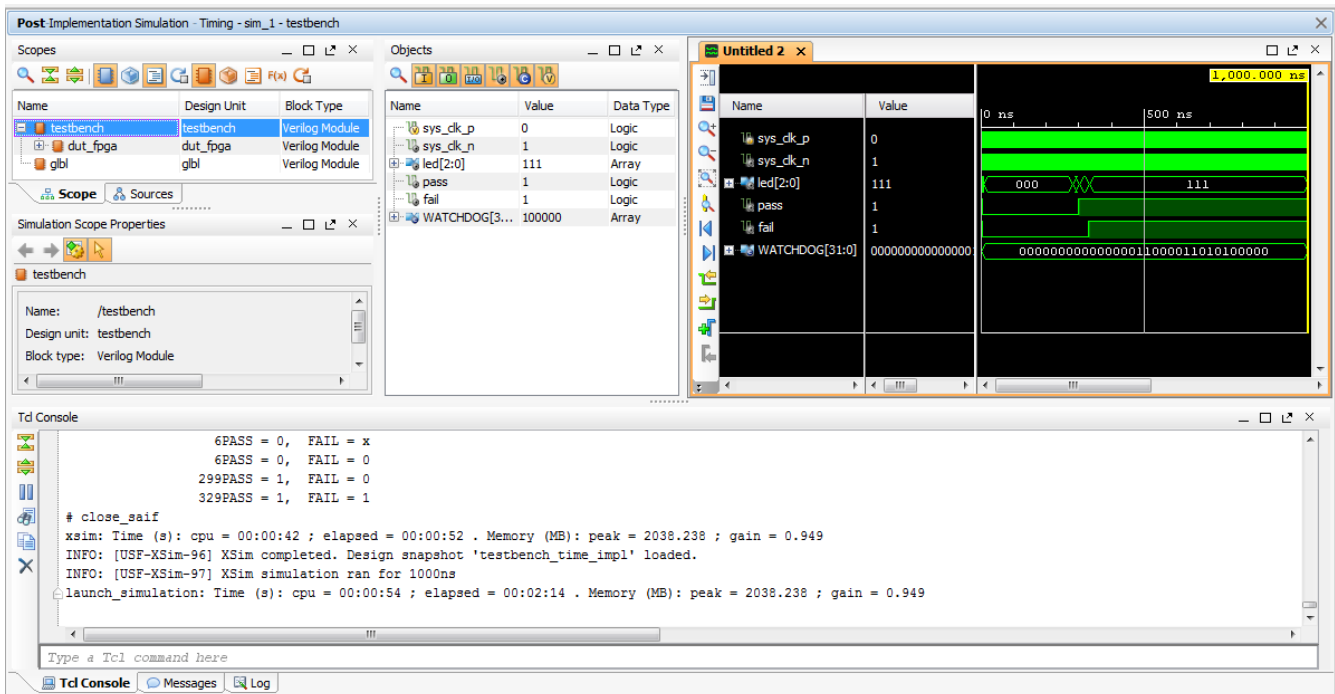 Post-Implementation Simulation - Timing - sim_1 - testbench
Scopes
F(x)
Name Design Unit Block Type
testbench testbench Verilog Module
dut_fpga dut_fpga Verilog Module
glbl glbl Verilog Module
Scope Sources
Simulation Scope Properties
testbench
Name: /testbench
Design unit: testbench
Block type: Verilog Module
Objects
Name Value Data Type
sys_clk_p 0 Logic
sys_clk_n 1 Logic
led[2:0] 111 Array
pass 1 Logic
fail 1 Logic
WATCHDOG[3... 100000 Array
Untitled 2
1,000.000 ns
Name Value 0 ns 500 ns
sys_clk_p 0
sys_clk_n 1
led[2:0] 111 000 111
pass 1
fail 1
WATCHDOG[31:0] 0000000000000001 00000000000000011000011010100000
Tcl Console
6PASS = 0, FAIL = x
6PASS = 0, FAIL = 0
299PASS = 1, FAIL = 0
329PASS = 1, FAIL = 1
# close_saif
xsim: Time (s): cpu = 00:00:42 ; elapsed = 00:00:52 . Memory (MB): peak = 2038.238 ; gain = 0.949
INFO: [USF-XSim-96] XSim completed. Design snapshot 'testbench_time_impl' loaded.
INFO: [USF-XSim-97] XSim simulation ran for 1000ns
launch_simulation: Time (s): cpu = 00:00:54 ; elapsed = 00:02:14 . Memory (MB): peak = 2038.238 ; gain = 0.949
Type a Tcl command here
Tcl Console Messages Log